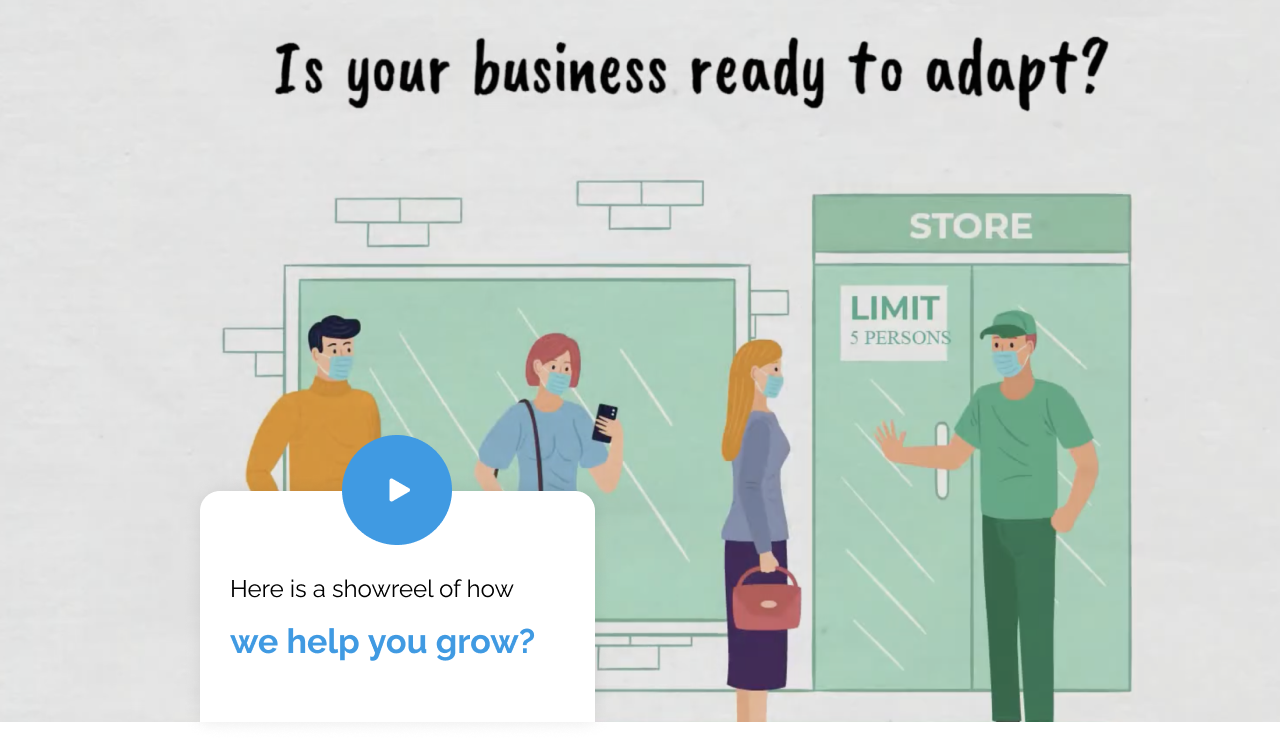 Is your business ready to adapt?
STORE
LIMIT
5 PERSONS
Here is a showreel of how
we help you grow?